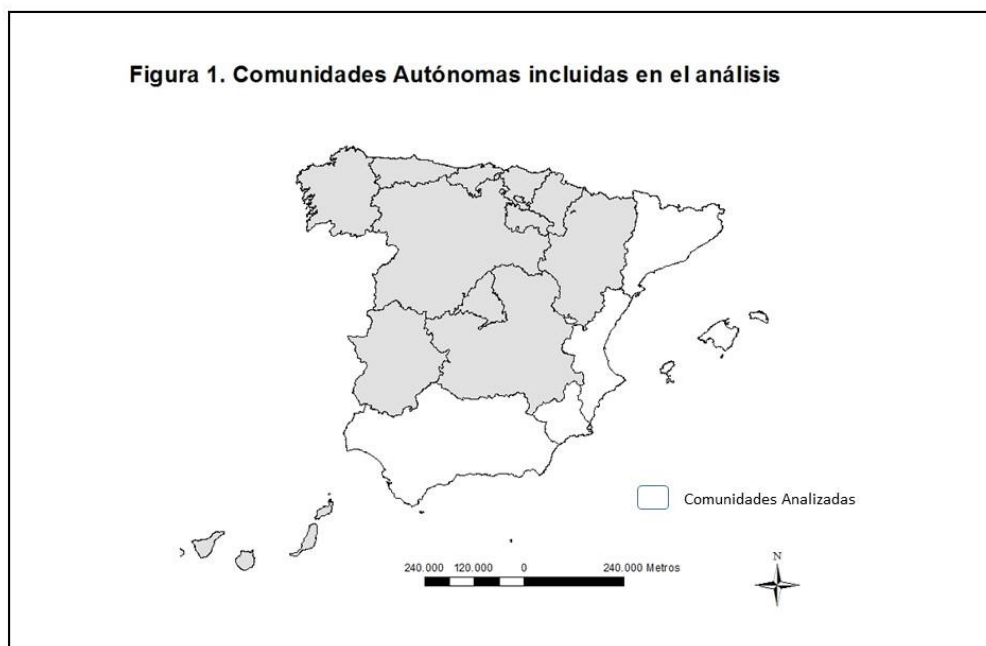 Figura 1. Comunidades Autónomas incluidas en el análisis
Comunidades Analizadas
240.000 120.000 0 240.000 Metros
N